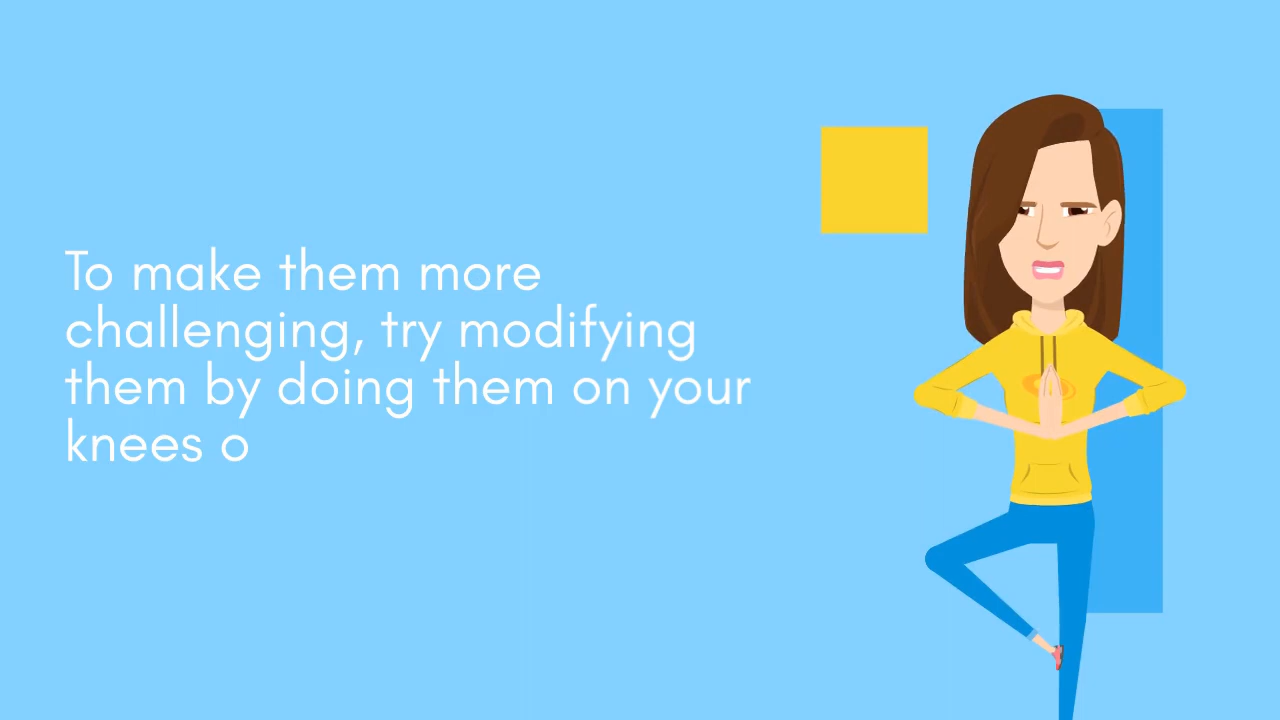 To make them more
challenging, try modifying
them by doing them on your
knees o